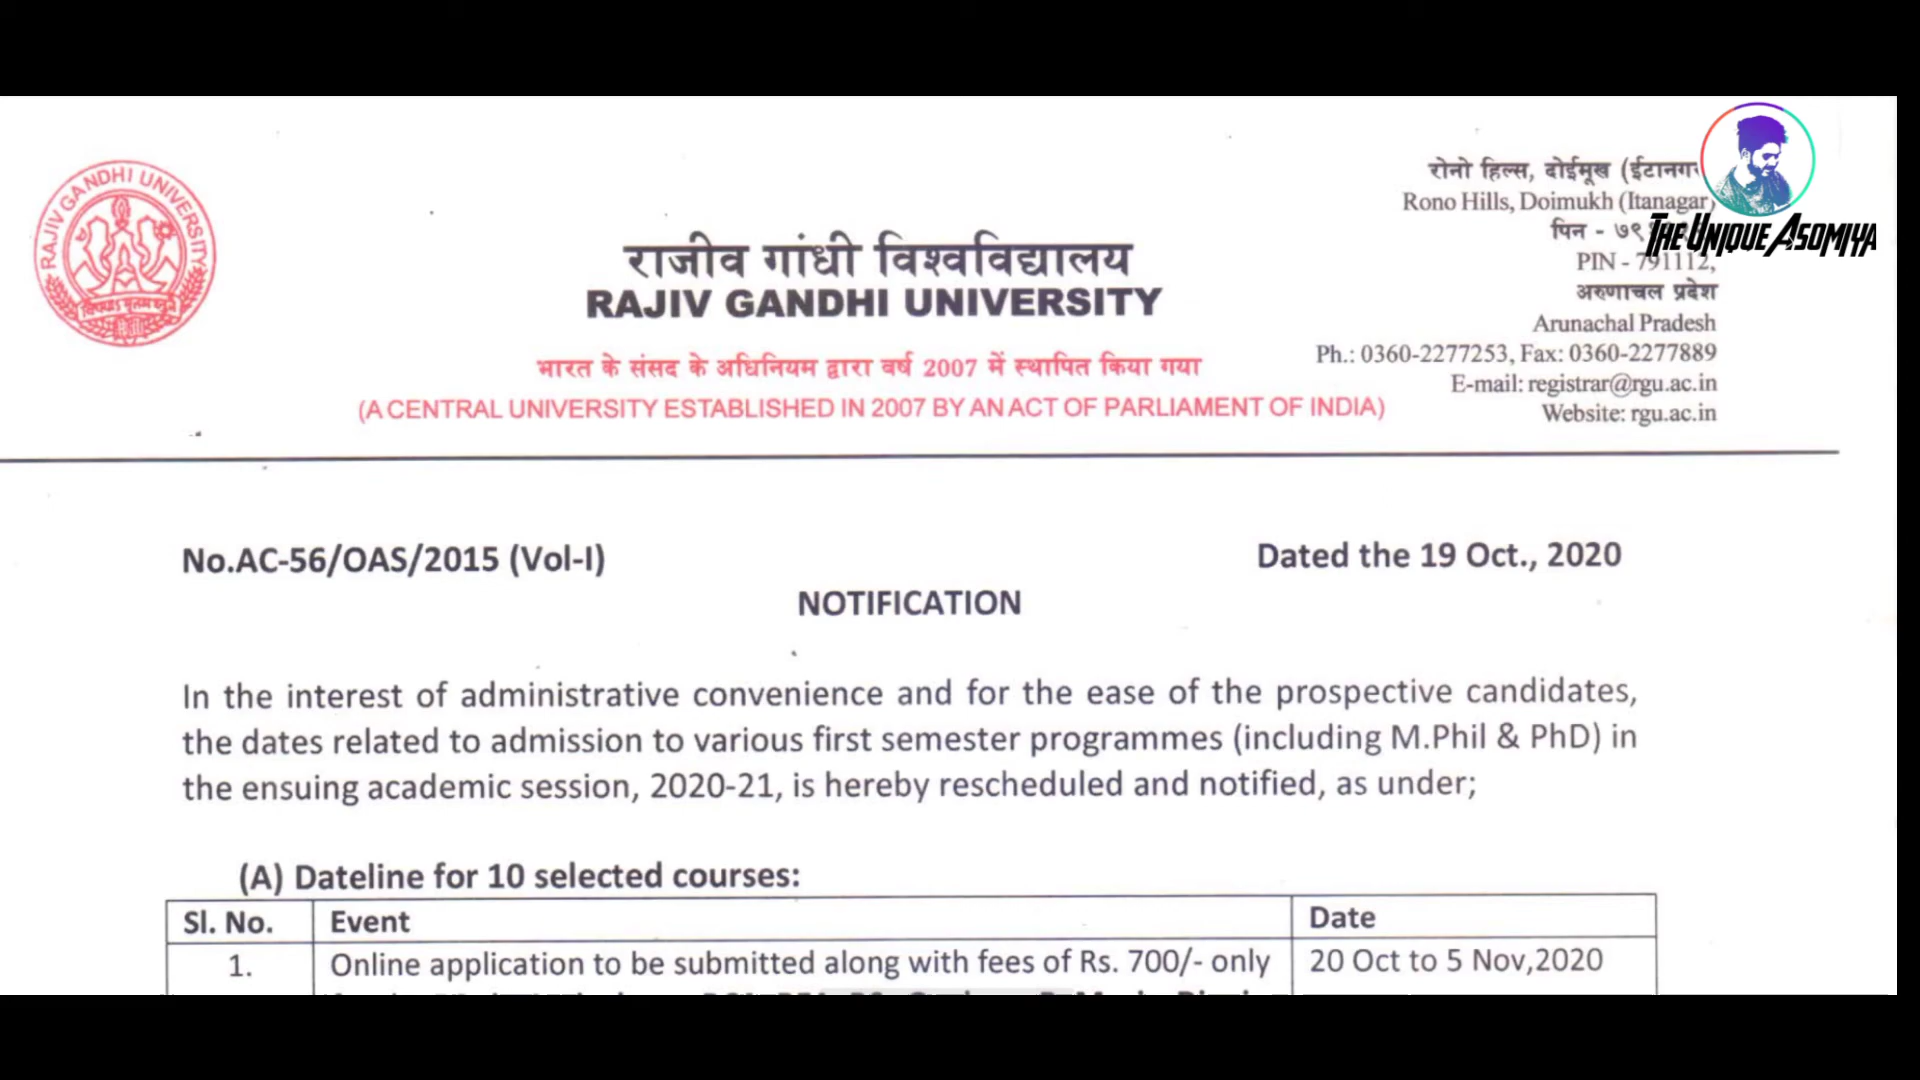 RAJIV GANDHI UNIVERSITY
राजीव गांधी विश्वविद्यालय
RAJIV GANDHI UNIVERSITY
भारत के संसद के अधिनियम द्वारा वर्ष 2007 में स्थापित किया गया
(A CENTRAL UNIVERSITY ESTABLISHED IN 2007 BY AN ACT OF PARLIAMENT OF INDIA)
रोनो हिल्स, दोईमूख
Rono Hills, Doimukh (Itanagar)
पिन -
PIN - 791112,
अरुणाचल प्रदेश
Arunachal Pradesh
Ph.: 0360-2277253, Fax: 0360-2277889
E-mail: registrar@rgu.ac.in
Website: rgu.ac.in
THE UNIQUE ASOMIYA
No.AC-56/OAS/2015 (Vol-I)
Dated the 19 Oct., 2020
NOTIFICATION
In the interest of administrative convenience and for the ease of the prospective candidates,
the dates related to admission to various first semester programmes (including M.Phil & PhD) in
the ensuing academic session, 2020-21, is hereby rescheduled and notified, as under;
(A) Dateline for 10 selected courses:
Sl. No. Event Date
1. Online application to be submitted along with fees of Rs. 700/- only 20 Oct to 5 Nov,2020